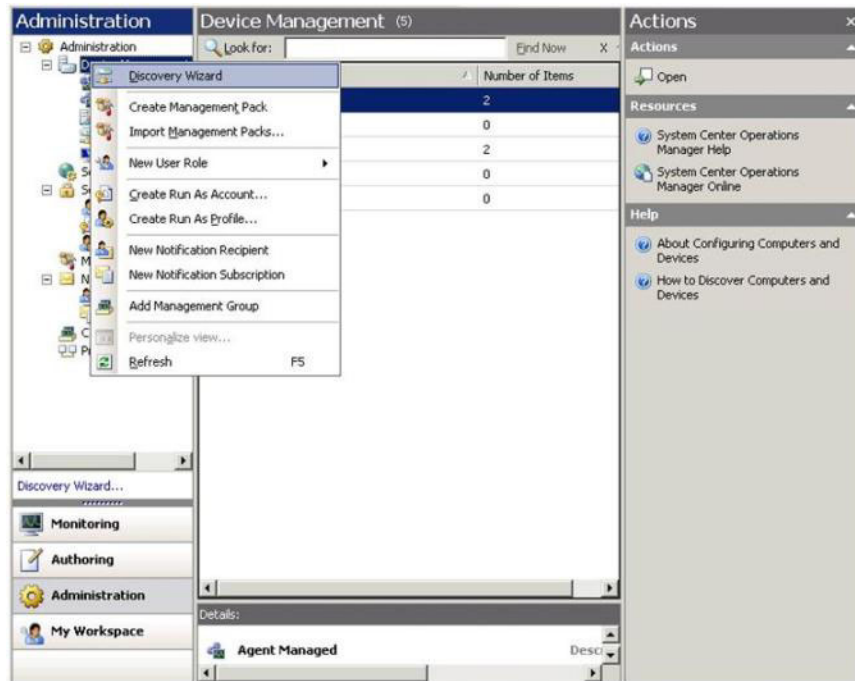 Administration
Administration
Discovery Wizard
Create Management Pack
Import Management Packs...
New User Role
Create Run As Account...
Create Run As Profile...
New Notification Recipient
New Notification Subscription
Add Management Group
Personalize view...
Refresh F5
Discovery Wizard...
Monitoring
Authoring
Administration
My Workspace
Device Management (5)
Look for: Find Now X
Number of Items
2
0
2
0
0
Details:
Agent Managed
Actions x
Actions
Open
Resources
System Center Operations
Manager Help
System Center Operations
Manager Online
Help
About Configuring Computers and
Devices
How to Discover Computers and
Devices